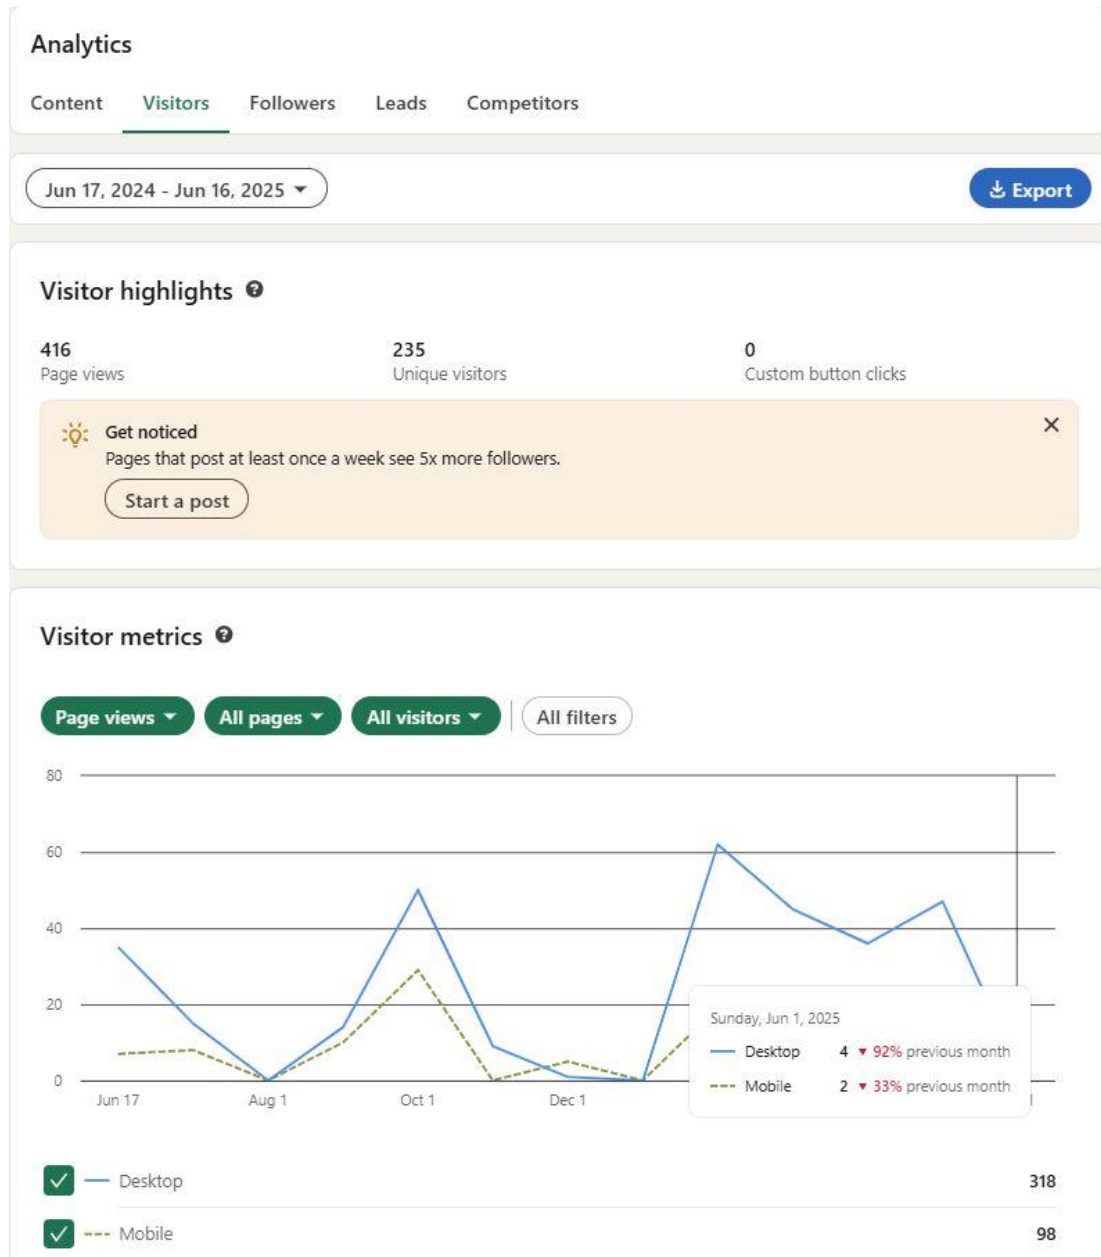 Analytics
Content Visitors Followers Leads Competitors
Jun 17, 2024 - Jun 16, 2025
Export
Visitor highlights
416 235 0
Page views Unique visitors Custom button clicks
Get noticed
Pages that post at least once a week see 5x more followers.
Start a post
Visitor metrics
Page views All pages All visitors All filters
80
60
40
20
Sunday, Jun 1, 2025
Desktop 4 ▼ 92% previous month
Mobile 2 ▼ 33% previous month
0
Jun 17 Aug 1 Oct 1 Dec 1
Desktop 318
Mobile 98